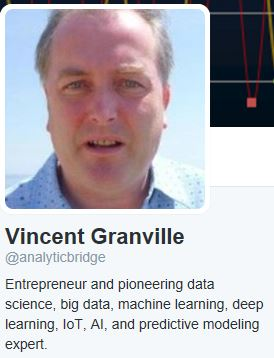 Vincent Granville
@analyticbridge
Entrepreneur and pioneering data
science, big data, machine learning, deep
learning, IoT, AI, and predictive modeling
expert.